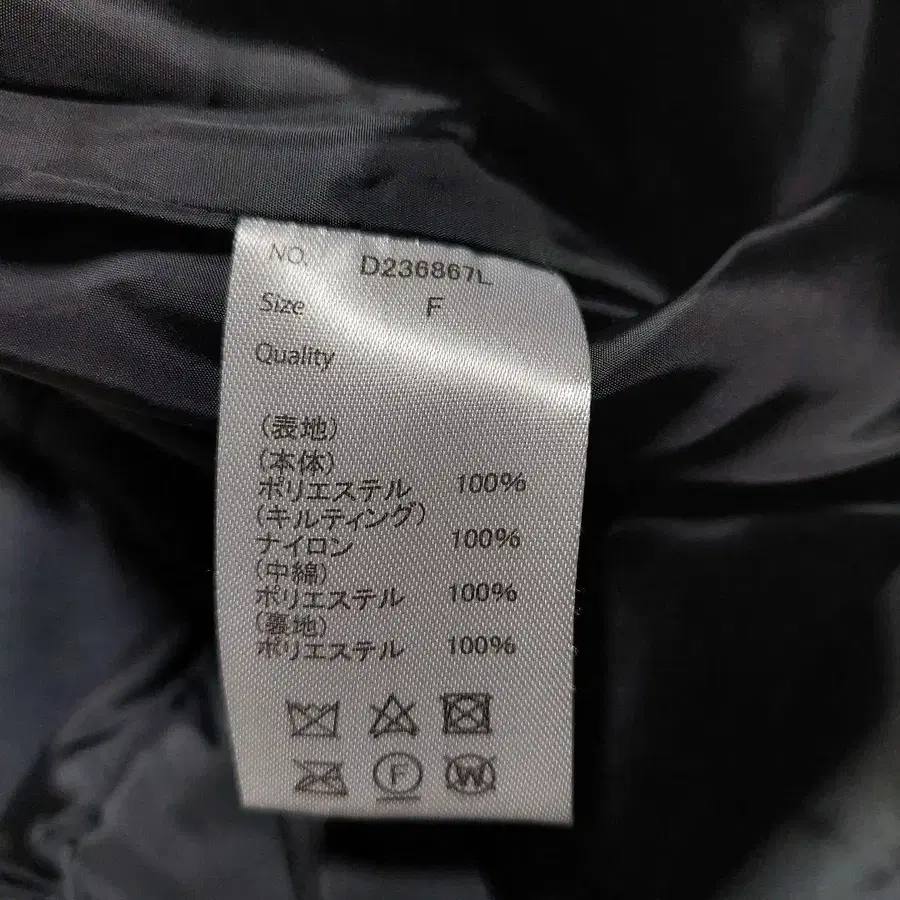 NO. D236867L
Size F
Quality
(表地)
(本体)
ポリエステル 100%
(キルティング)
ナイロン 100%
(中綿)
ポリエステル 100%
(裏地)
ポリエステル 100%
F W